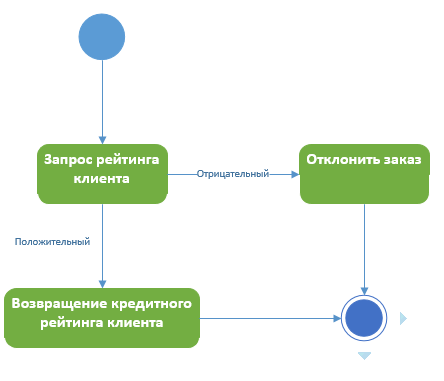 Запрос рейтинга
клиента
Отрицательный
Отклонить заказ
Положительный
Возвращение кредитного
рейтинга клиента